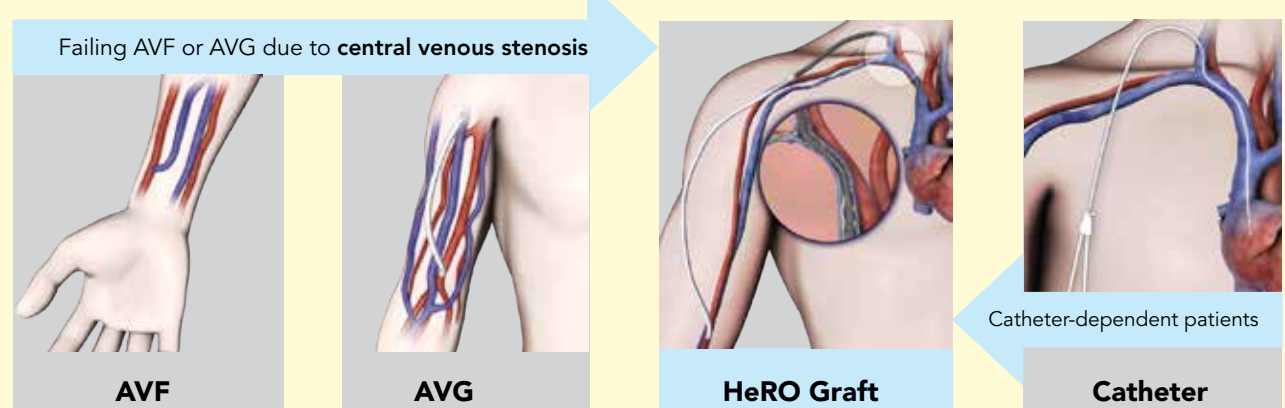 Failing AVF or AVG due to central venous stenosis
Catheter-dependent patients
AVF
AVG
HeRO Graft
Catheter